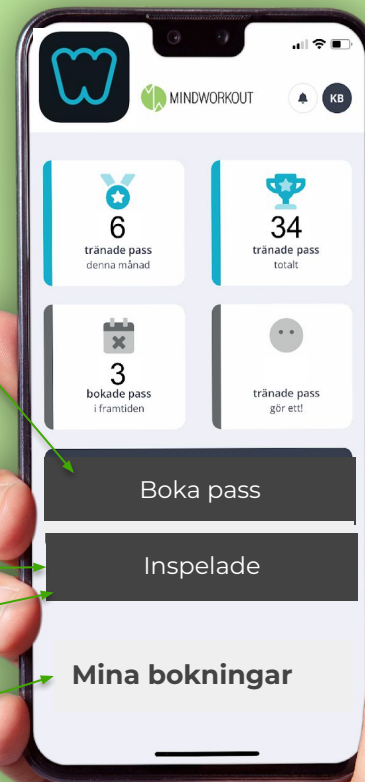 MINDWORKOUT
KB
6
tränade pass
denna månad
34
tränade pass
totalt
3
bokade pass
i framtiden
tränade pass
gör ett!
Boka pass
Inspelade
Mina bokningar